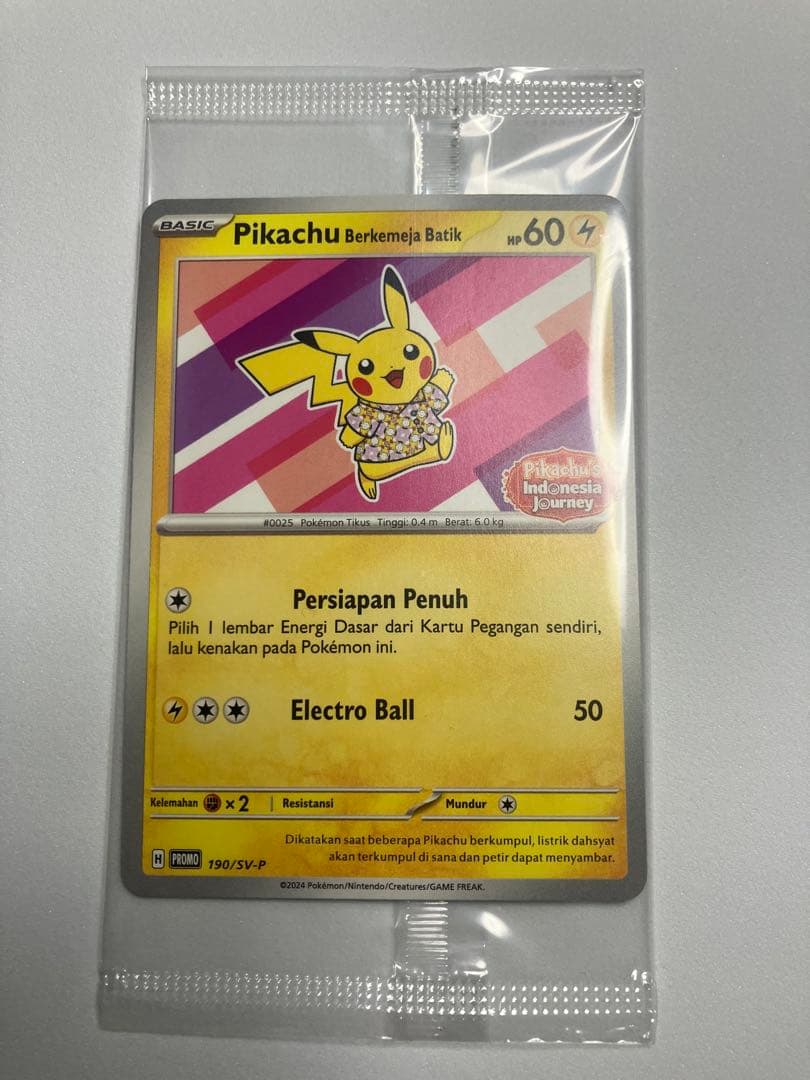 BASIC Pikachu Berkemeja Batik HP 60
Pikachu's
Indonesia
Journey
#0025 Pokémon Tikus Tinggi: 0.4 m Berat: 6.0 kg
Persiapan Penuh
Pilih 1 lembar Energi Dasar dari Kartu Pegangan sendiri,
lalu kenakan pada Pokémon ini.
Electro Ball 50
Kelemahan × 2 | Resistansi Mundur
Dikatakan saat beberapa Pikachu berkumpul, listrik dahsyat
akan terkumpul di sana dan petir dapat menyambar.
H PROMO 190/SV-P
©2024 Pokémon/Nintendo/Creatures/GAME FREAK.